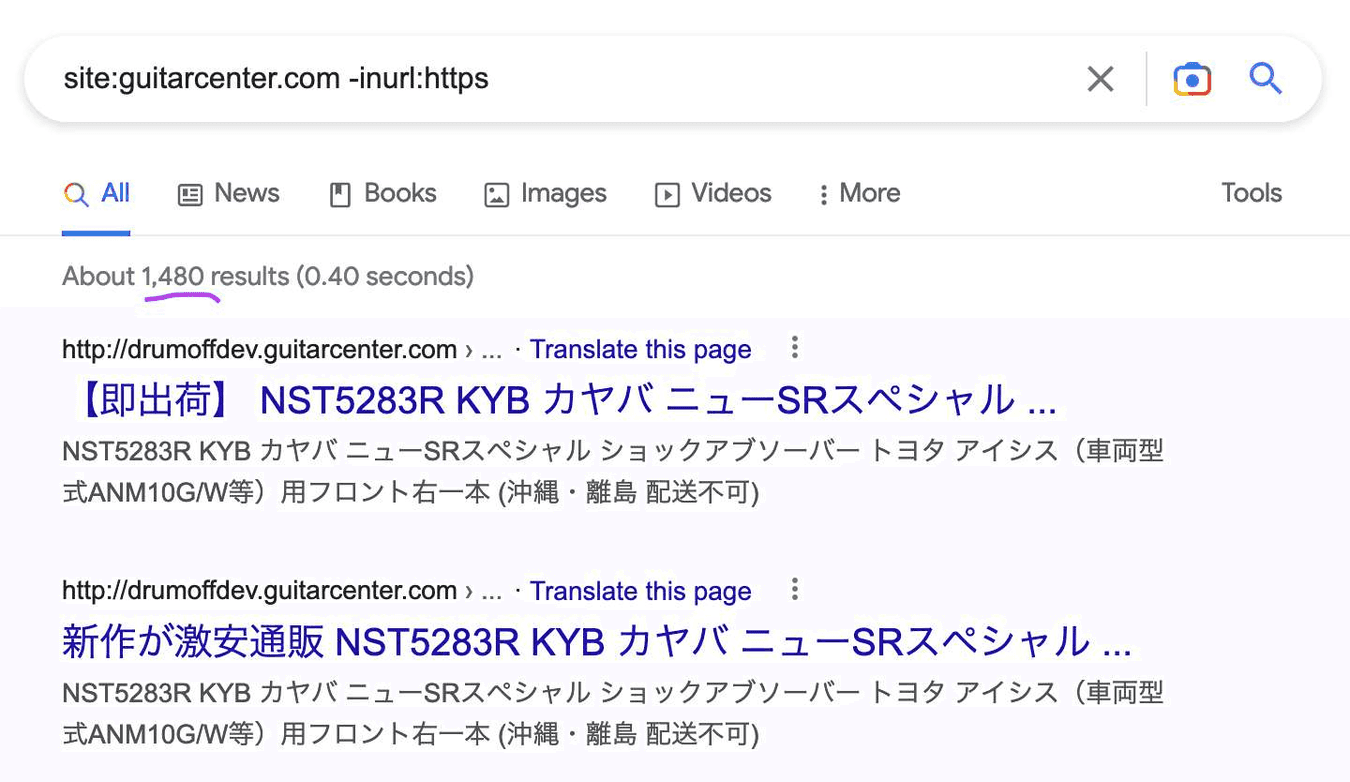 site:guitarcenter.com -inurl:https
All News Books Images Videos More Tools
About 1,480 results (0.40 seconds)
http://drumoffdev.guitarcenter.com › ... · Translate this page
【即出荷】 NST5283R KYB カヤバ ニューSRスペシャル ...
NST5283R KYB カヤバ ニューSRスペシャル ショックアブソーバー トヨタ アイシス（車両型
式ANM10G/W等）用フロント右一本 (沖縄・離島 配送不可)
http://drumoffdev.guitarcenter.com › ... · Translate this page
新作が激安通販 NST5283R KYB カヤバ ニューSRスペシャル ...
NST5283R KYB カヤバ ニューSRスペシャル ショックアブソーバー トヨタ アイシス（車両型
式ANM10G/W等）用フロント右一本 (沖縄・離島 配送不可)